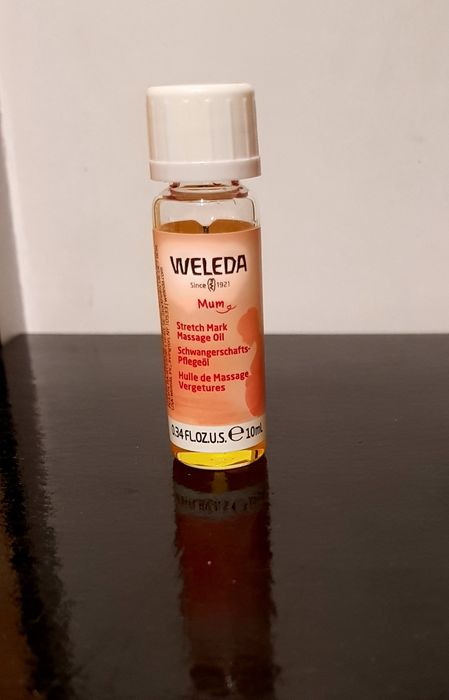 WELEDA
Since 1921
Mum
Stretch Mark
Massage Oil
Schwangerschafts-
Pflegeöl
Huile de Massage
Vergetures
0.34 FL.OZ.U.S. ℮ 10mL